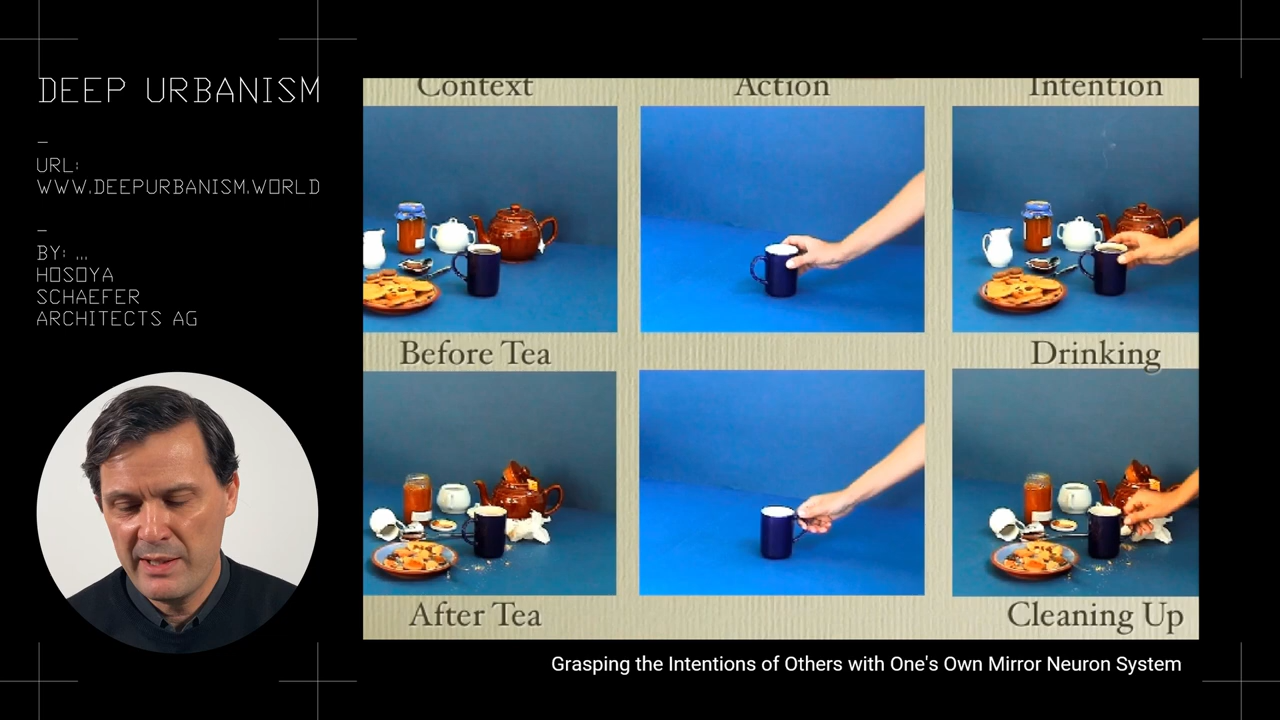 DEEP URBANISM
–
URL:
WWW.DEEPURBANISM.WORLD
–
BY: ...
HOSOYA
SCHAEFER
ARCHITECTS AG
Context
Action
Intention
Before Tea
Drinking
After Tea
Cleaning Up
Grasping the Intentions of Others with One's Own Mirror Neuron System